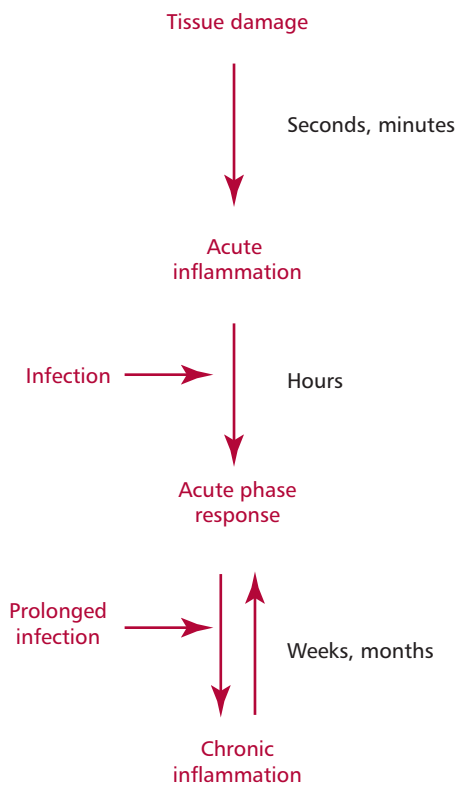 Tissue damage
Seconds, minutes
Acute
inflammation
Infection
Hours
Acute phase
response
Prolonged
infection
Weeks, months
Chronic
inflammation